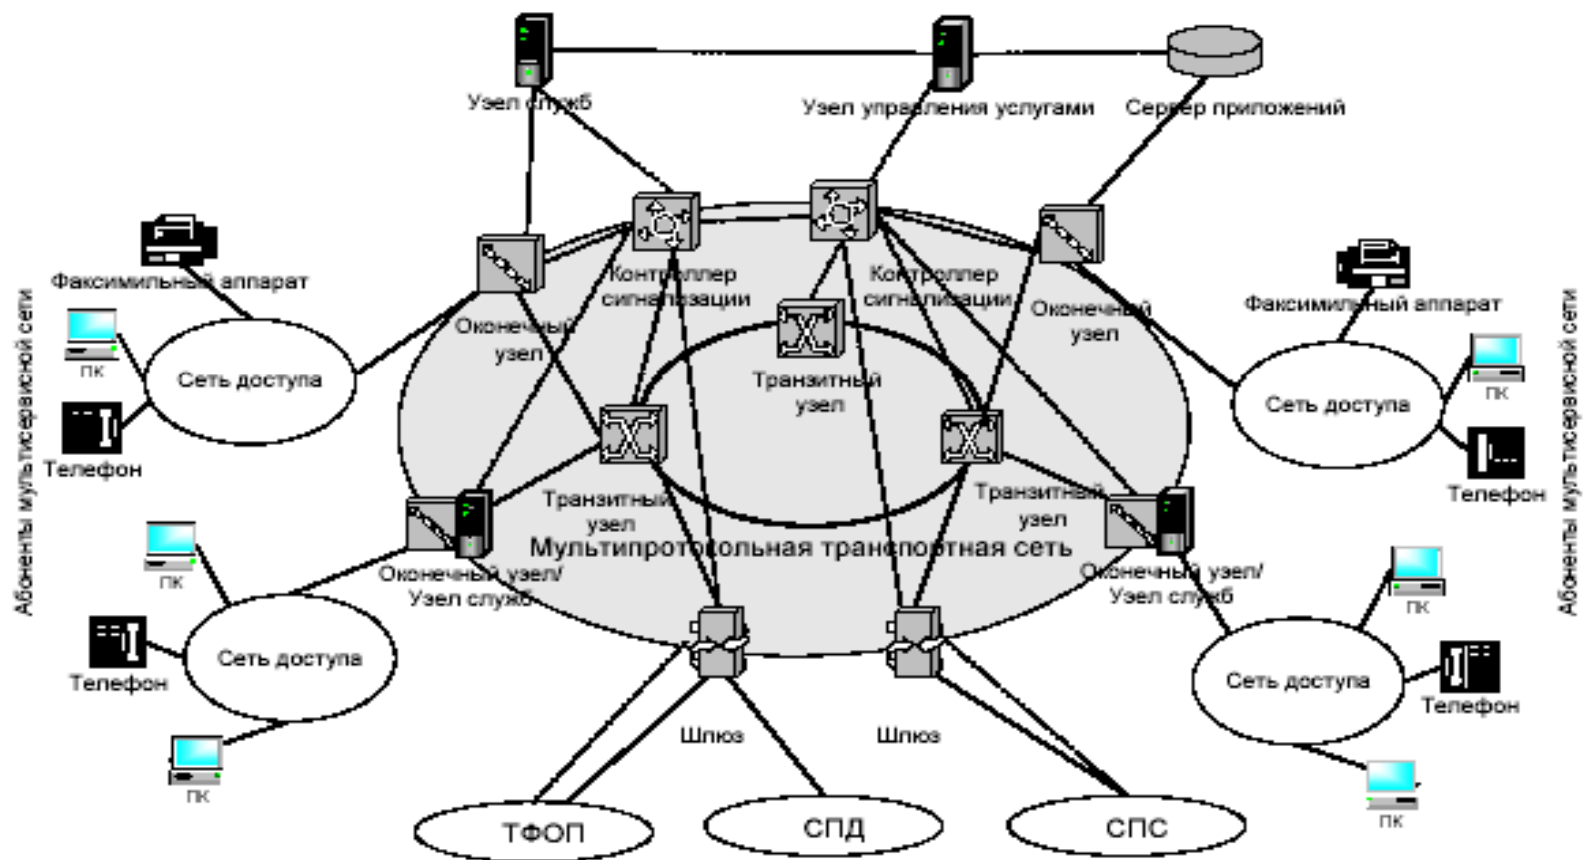 Узел служб
Узел управления услугами
Сервер приложений
Факсимильный аппарат
Контроллер
сигнализации
Контроллер
сигнализации
Факсимильный аппарат
Оконечный
узел
Оконечный
узел
Абоненты мультисервисной сети
Абоненты мультисервисной сети
ПК
Сеть доступа
Телефон
Транзитный
узел
Сеть доступа
ПК
Телефон
Транзитный
узел
Транзитный
узел
Мультипротокольная транспортная сеть
ПК
Оконечный узел/
Узел служб
Оконечный узел/
Узел служб
ПК
Сеть доступа
Телефон
Сеть доступа
Телефон
Шлюз
Шлюз
ПК
ПК
ТФОП
СПД
СПС